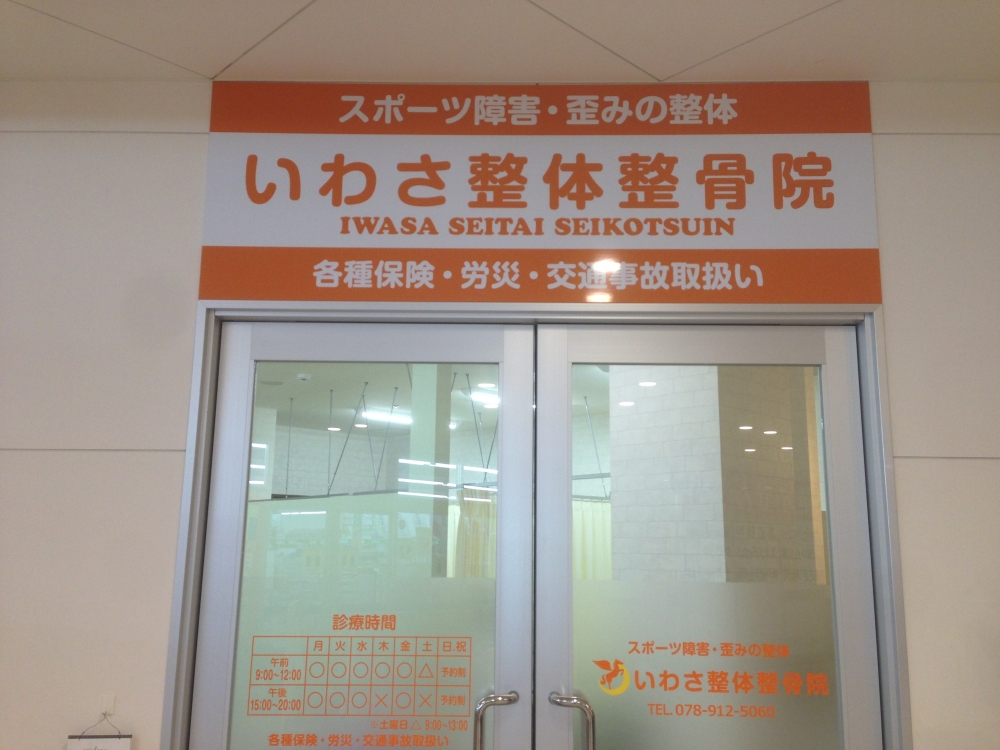 スポーツ障害・歪みの整体
いわさ整体整骨院
IWASA SEITAI SEIKOTSUIN
各種保険・労災・交通事故取扱い
診療時間
月 火 水 木 金 土 日.祝
午前 9:00~12:00 ○ ○ ○ ○ ○ △ 予約制
午後 15:00~20:00 ○ ○ ○ × ○ × 予約制
※土曜日△ 9:00~13:00
各種保険・労災・交通事故取扱い
スポーツ障害・歪みの整体
いわさ整体整骨院
TEL. 078-912-5060